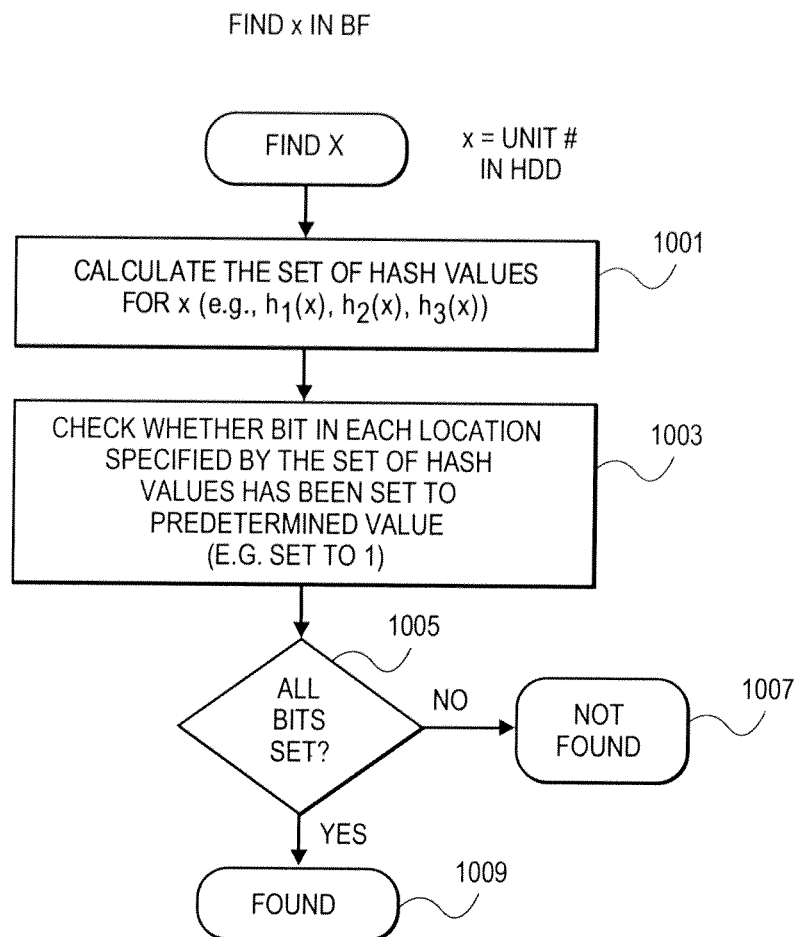 FIND x IN BF
FIND X
x = UNIT #
IN HDD
1001
CALCULATE THE SET OF HASH VALUES
FOR x (e.g., h1(x), h2(x), h3(x))
1003
CHECK WHETHER BIT IN EACH LOCATION
SPECIFIED BY THE SET OF HASH
VALUES HAS BEEN SET TO
PREDETERMINED VALUE
(E.G. SET TO 1)
1005
ALL
BITS
SET?
NO
1007
NOT
FOUND
YES
1009
FOUND